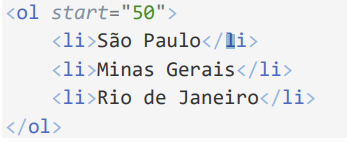 <ol start="50">
    <li>São Paulo</li>
    <li>Minas Gerais</li>
    <li>Rio de Janeiro</li>
</ol>